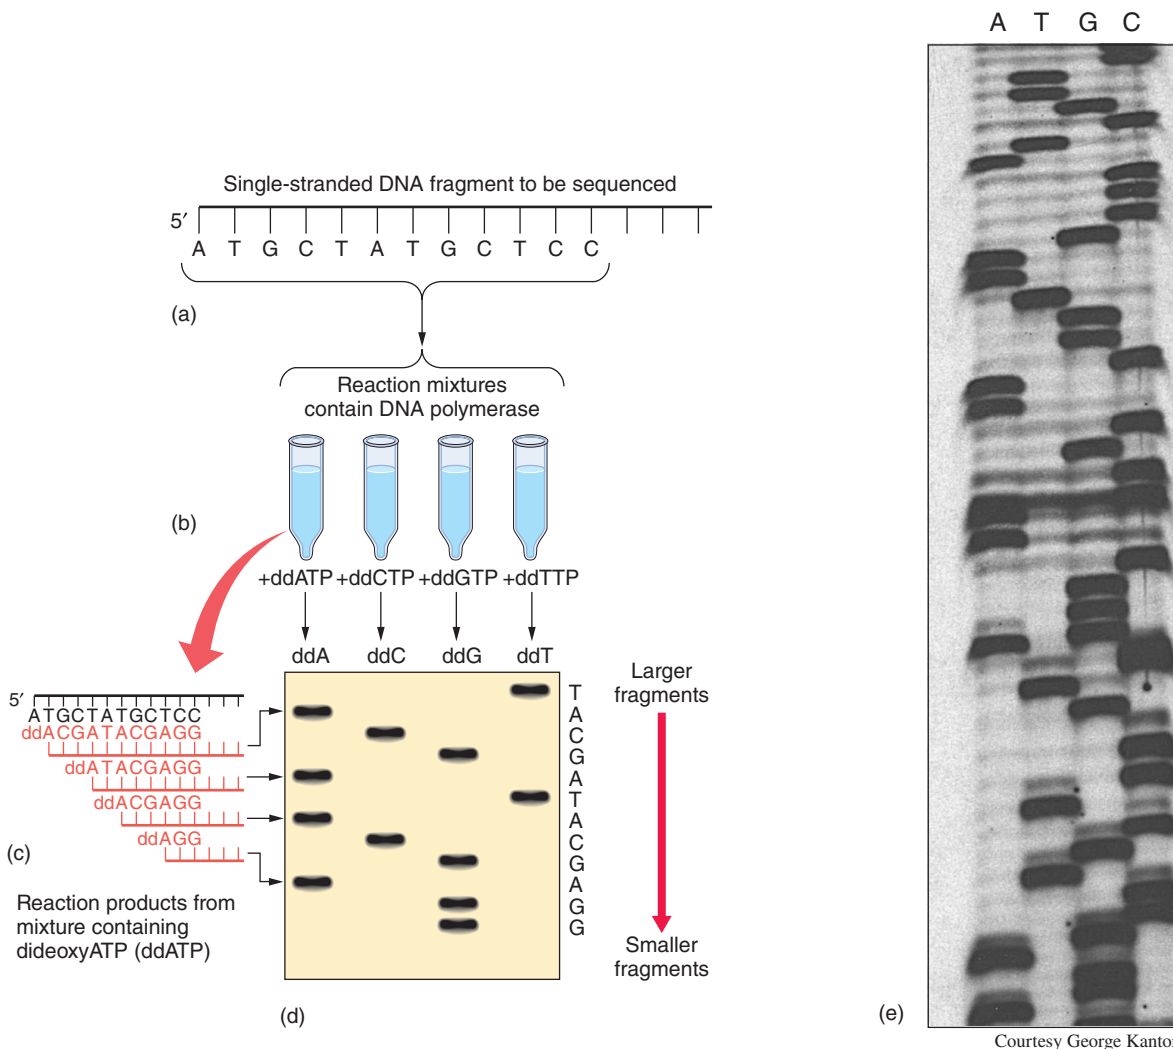 A T G C
Single-stranded DNA fragment to be sequenced
5′
A T G C T A T G C T C C
(a)
Reaction mixtures
contain DNA polymerase
(b)
+ddATP +ddCTP +ddGTP +ddTTP
ddA ddC ddG ddT
5′
ATGCTATGCTCC
ddACGATACGAGG
ddATACGAGG
ddACGAGG
ddAGG
(c)
Reaction products from
mixture containing
dideoxyATP (ddATP)
T
A
C
G
A
T
A
C
G
A
G
G
(d)
Larger
fragments
Smaller
fragments
(e)
Courtesy George Kanto